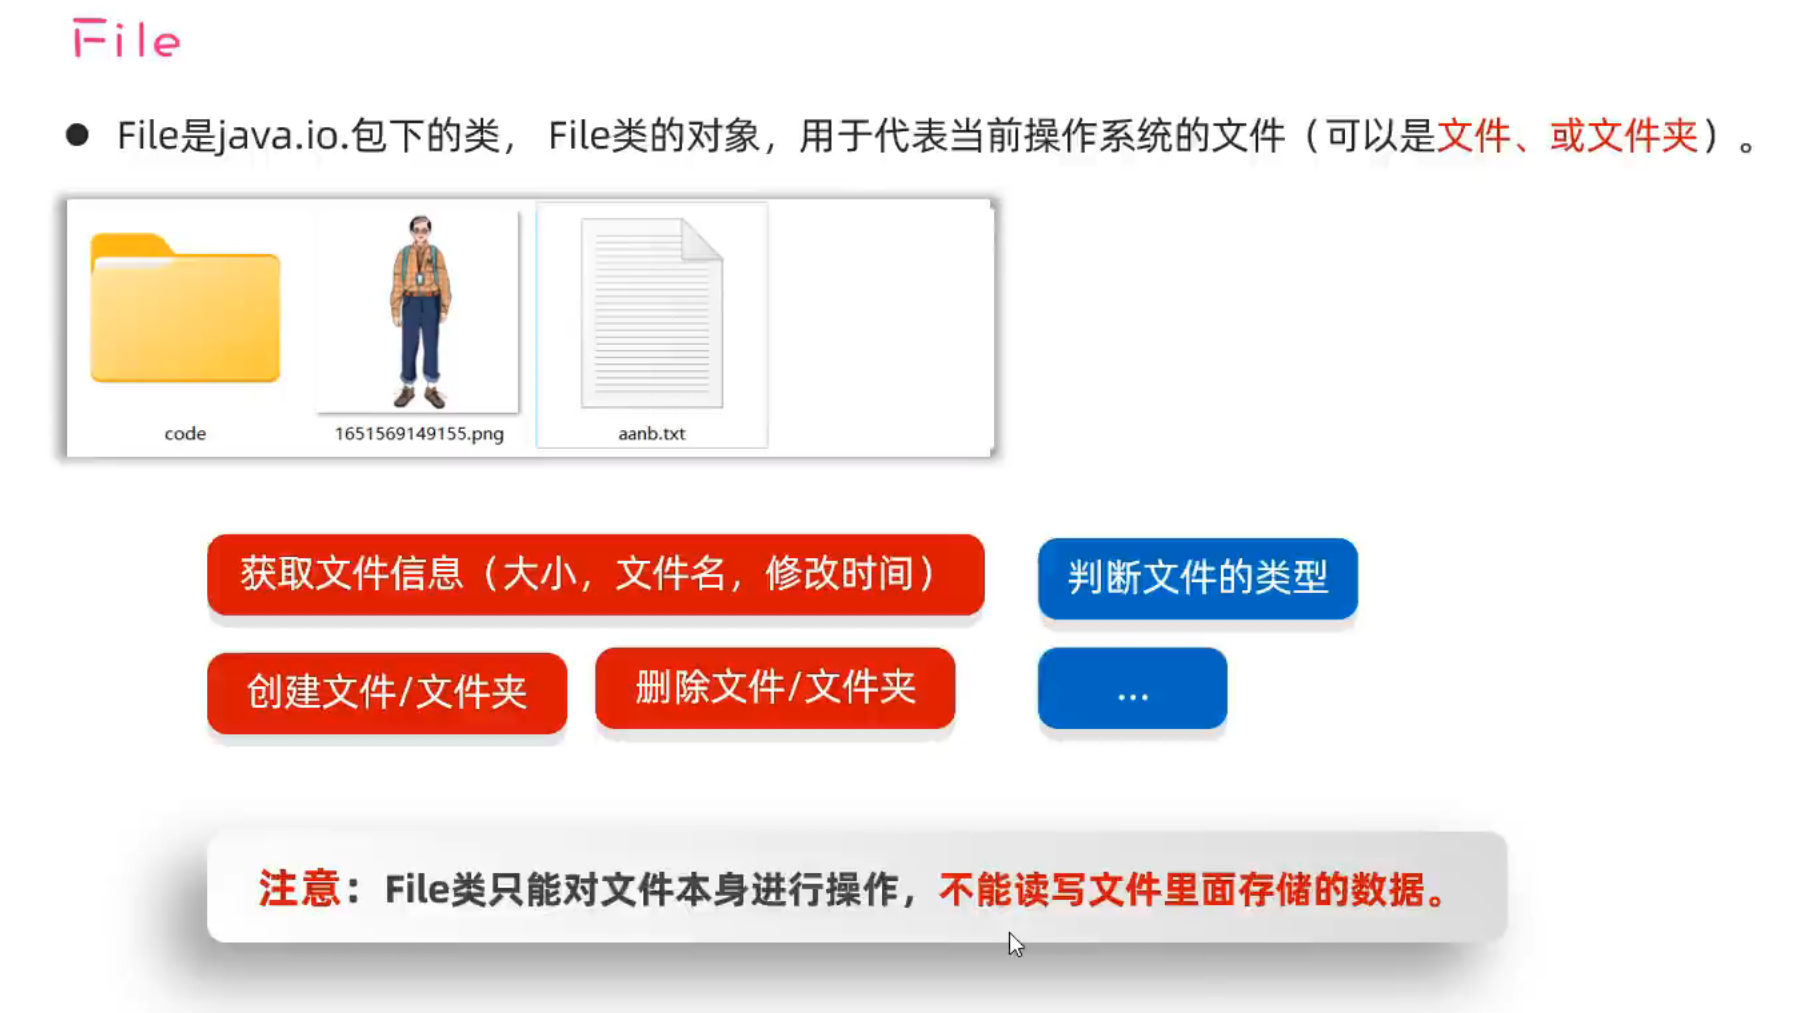 File
● File是java.io.包下的类， File类的对象，用于代表当前操作系统的文件（可以是文件、或文件夹）。
code
1651569149155.png
aanb.txt
获取文件信息（大小，文件名，修改时间）
判断文件的类型
创建文件/文件夹
删除文件/文件夹
...
注意：File类只能对文件本身进行操作，不能读写文件里面存储的数据。